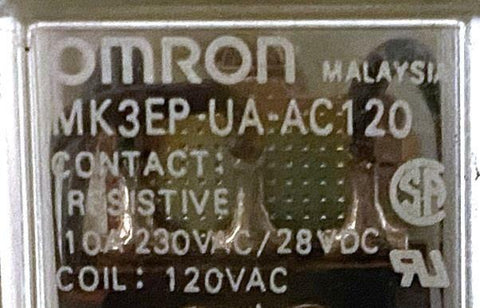 OMRON MALAYSIA
MK3EP-UA-AC120
CONTACT:
RESISTIVE
10A 230VAC/28VDC
COIL: 120VAC